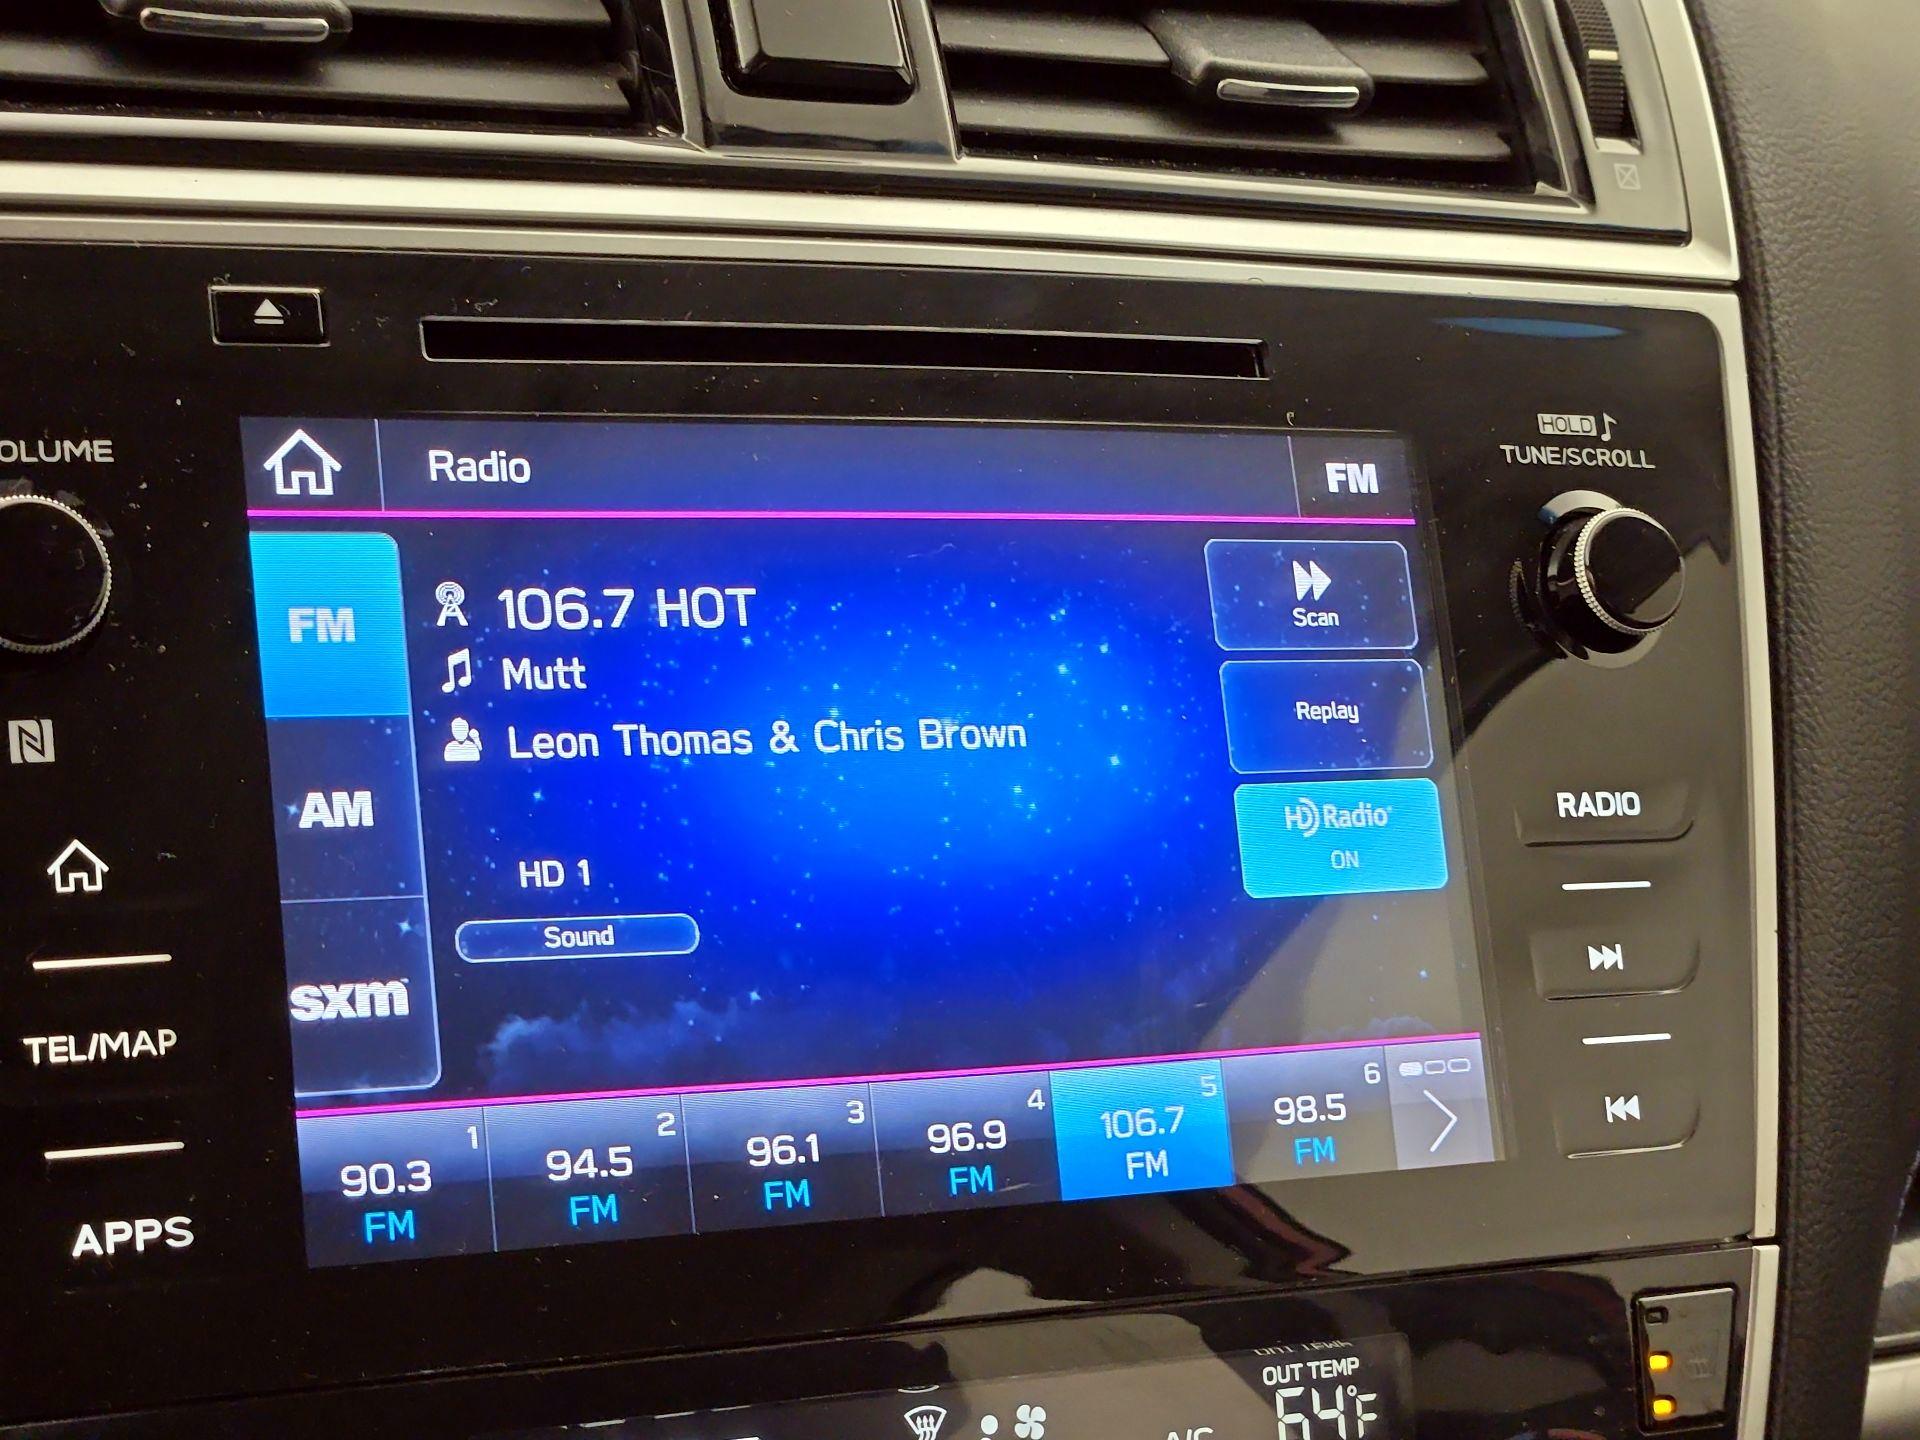 OLUME
HOLD
TUNE/SCROLL
Radio
FM
FM
106.7 HOT
Scan
Mutt
Replay
Leon Thomas & Chris Brown
AM
HD Radio
ON
RADIO
HD 1
Sound
sxm
TEL/MAP
1
2
3
4
5
6
90.3
94.5
96.1
96.9
106.7
98.5
FM
FM
FM
FM
FM
FM
APPS
OUT TEMP
64°F
A/C